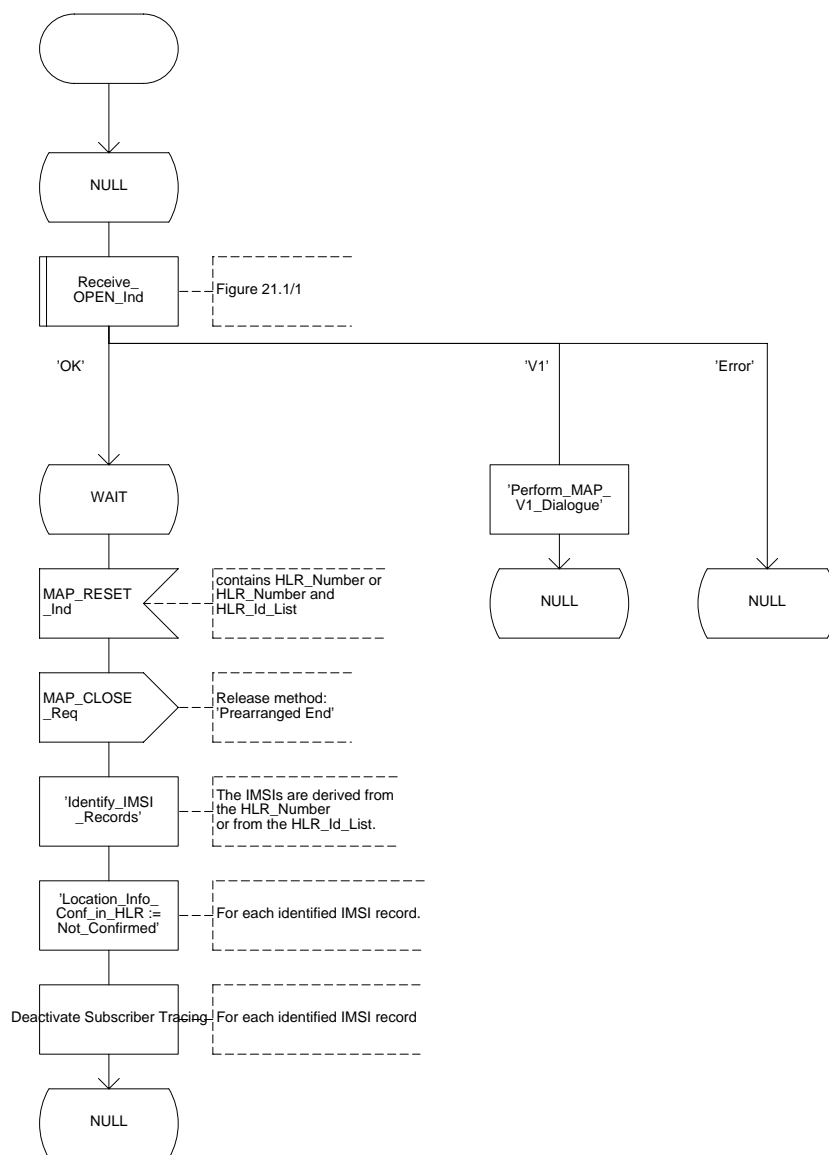 NULL
Receive_
OPEN_Ind
Figure 21.1/1
’OK’
’V1’
’Error’
WAIT
’Perform_MAP_
V1_Dialogue’
MAP_RESET
_Ind
contains HLR_Number or
HLR_Number and
HLR_Id_List
NULL
NULL
MAP_CLOSE
_Req
Release method:
’Prearranged End’
’Identify_IMSI
_Records’
The IMSIs are derived from
the HLR_Number
or from the HLR_Id_List.
’Location_Info_
Conf_in_HLR :=
Not_Confirmed’
For each identified IMSI record.
Deactivate Subscriber Tracing
For each identified IMSI record
NULL